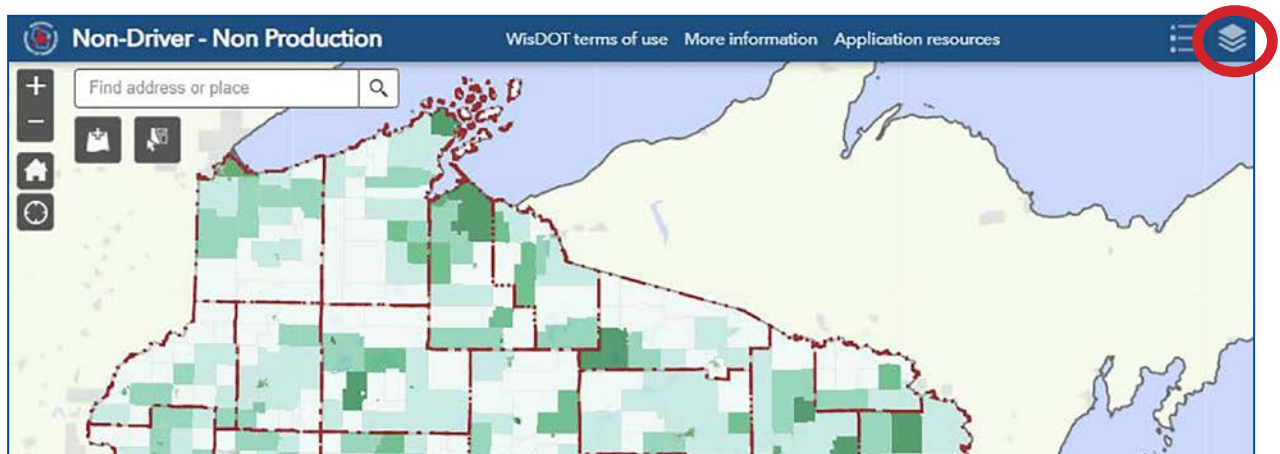 Non-Driver - Non Production
WisDOT terms of use More information Application resources
Find address or place